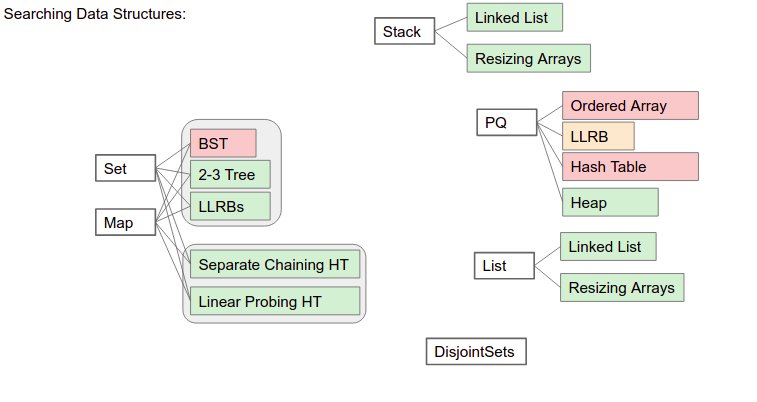 Searching Data Structures:
Stack
Linked List
Resizing Arrays
Set
Map
BST
2-3 Tree
LLRBs
Separate Chaining HT
Linear Probing HT
PQ
Ordered Array
LLRB
Hash Table
Heap
List
Linked List
Resizing Arrays
DisjointSets